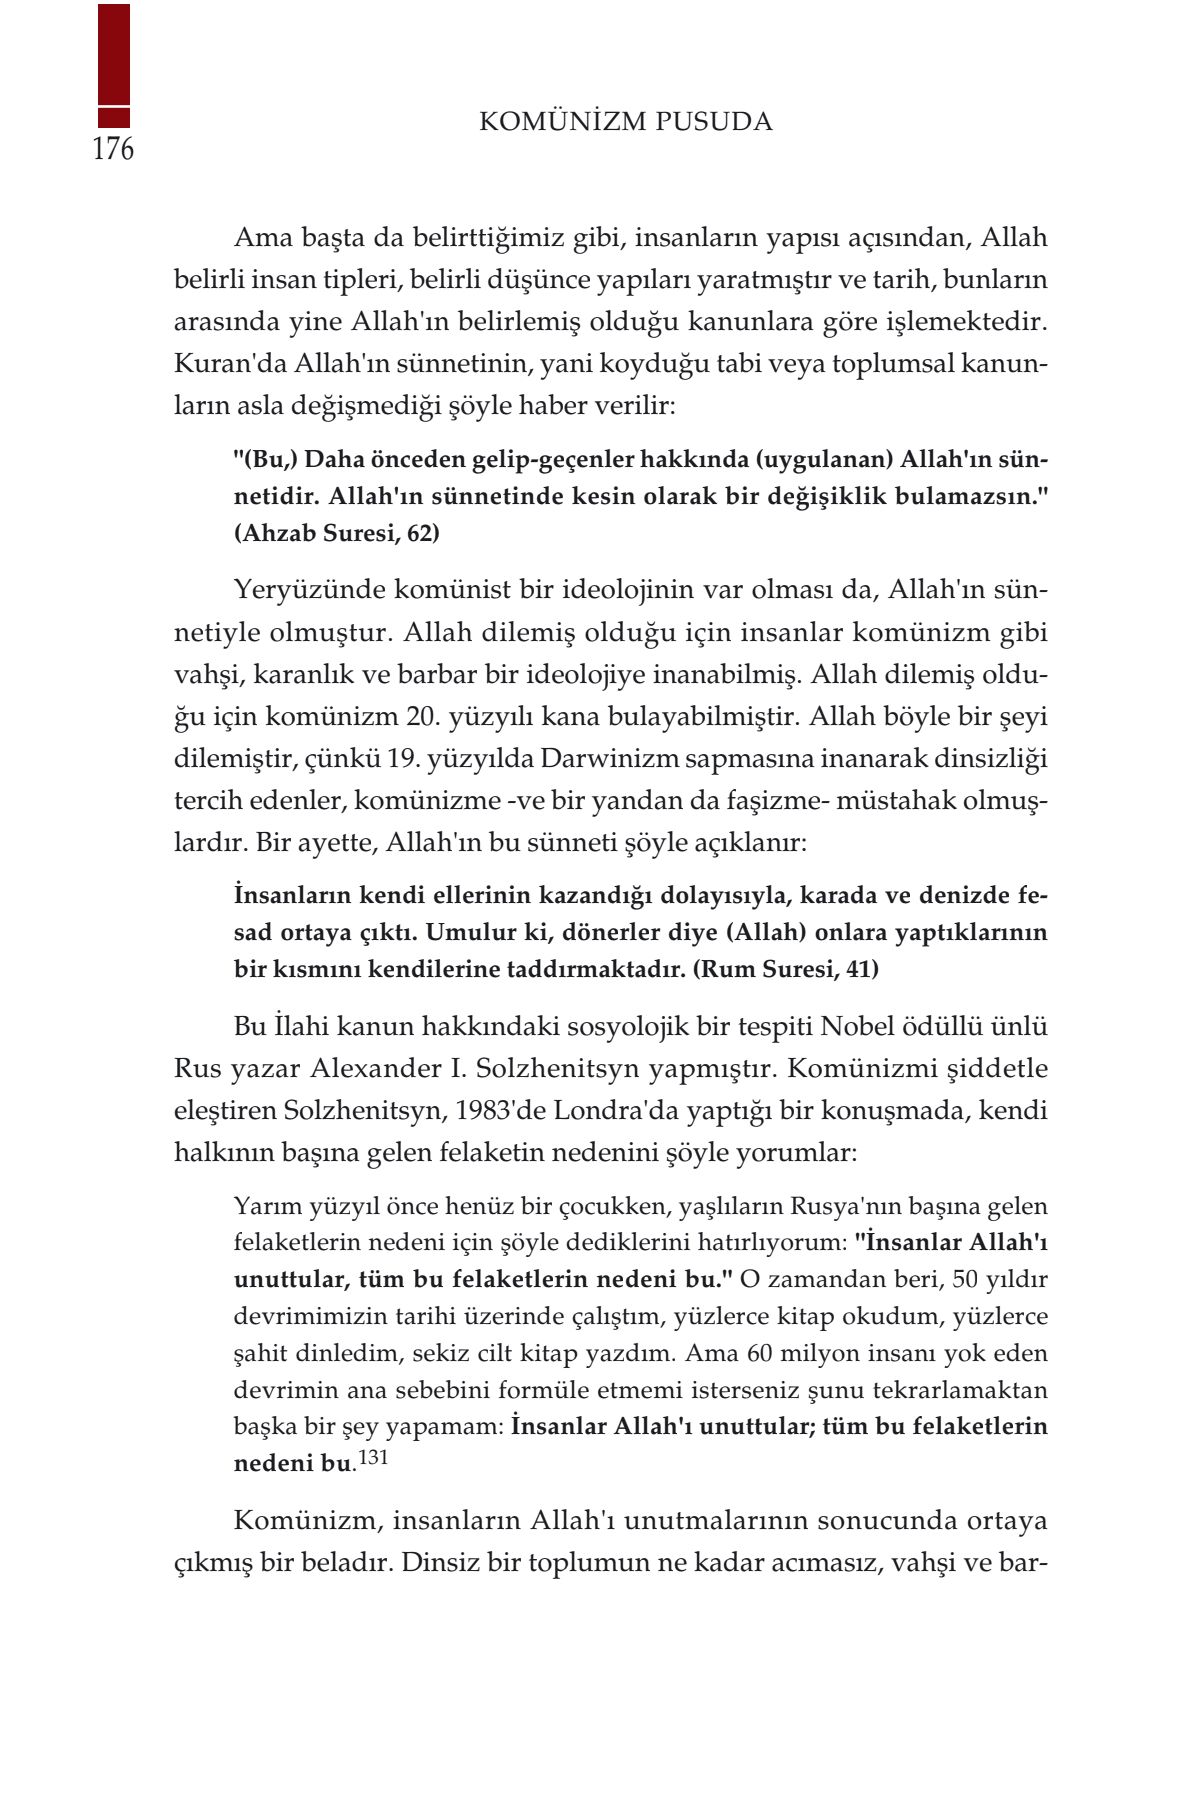 KOMÜNİZM PUSUDA
176
Ama başta da belirttiğimiz gibi, insanların yapısı açısından, Allah
belirli insan tipleri, belirli düşünce yapıları yaratmıştır ve tarih, bunların
arasında yine Allah'ın belirlemiş olduğu kanunlara göre işlemektedir.
Kuran'da Allah'ın sünnetinin, yani koyduğu tabi veya toplumsal kanun-
ların asla değişmediği şöyle haber verilir:
"(Bu,) Daha önceden gelip-geçenler hakkında (uygulanan) Allah'ın sün-
netidir. Allah'ın sünnetinde kesin olarak bir değişiklik bulamazsın."
(Ahzab Suresi, 62)
Yeryüzünde komünist bir ideolojinin var olması da, Allah'ın sün-
netiyle olmuştur. Allah dilemiş olduğu için insanlar komünizm gibi
vahşi, karanlık ve barbar bir ideolojiye inanabilmiş. Allah dilemiş oldu-
ğu için komünizm 20. yüzyılı kana bulayabilmiştir. Allah böyle bir şeyi
dilemiştir, çünkü 19. yüzyılda Darwinizm sapmasına inanarak dinsizliği
tercih edenler, komünizme -ve bir yandan da faşizme- müstahak olmuş-
lardır. Bir ayette, Allah'ın bu sünneti şöyle açıklanır:
İnsanların kendi ellerinin kazandığı dolayısıyla, karada ve denizde fe-
sad ortaya çıktı. Umulur ki, dönerler diye (Allah) onlara yaptıklarının
bir kısmını kendilerine taddırmaktadır. (Rum Suresi, 41)
Bu İlahi kanun hakkındaki sosyolojik bir tespiti Nobel ödüllü ünlü
Rus yazar Alexander I. Solzhenitsyn yapmıştır. Komünizmi şiddetle
eleştiren Solzhenitsyn, 1983'de Londra'da yaptığı bir konuşmada, kendi
halkının başına gelen felaketin nedenini şöyle yorumlar:
Yarım yüzyıl önce henüz bir çocukken, yaşlıların Rusya'nın başına gelen
felaketlerin nedeni için şöyle dediklerini hatırlıyorum: "İnsanlar Allah'ı
unuttular, tüm bu felaketlerin nedeni bu." O zamandan beri, 50 yıldır
devrimimizin tarihi üzerinde çalıştım, yüzlerce kitap okudum, yüzlerce
şahit dinledim, sekiz cilt kitap yazdım. Ama 60 milyon insanı yok eden
devrimin ana sebebini formüle etmemi isterseniz şunu tekrarlamaktan
başka bir şey yapamam: İnsanlar Allah'ı unuttular; tüm bu felaketlerin
nedeni bu.131
Komünizm, insanların Allah'ı unutmalarının sonucunda ortaya
çıkmış bir beladır. Dinsiz bir toplumun ne kadar acımasız, vahşi ve bar-